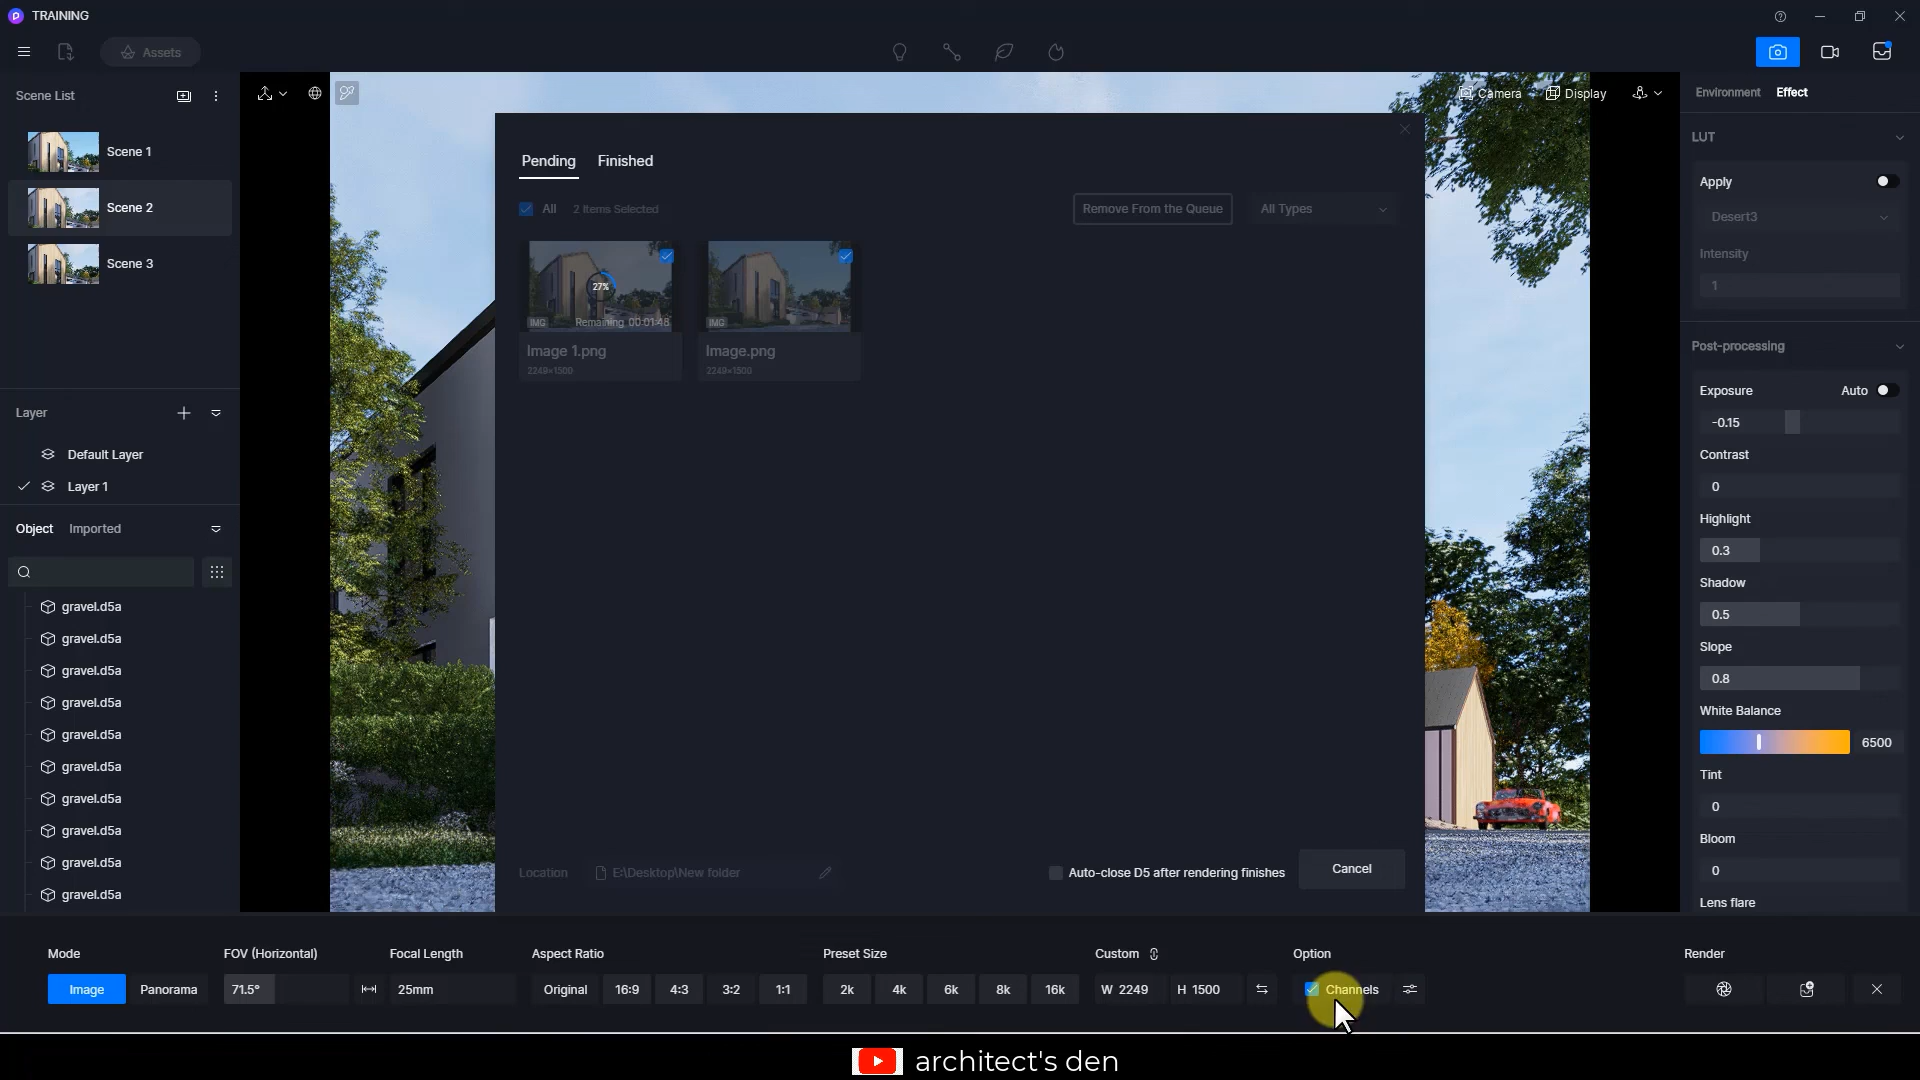 TRAINING
Assets
Scene List
Scene 1
Scene 2
Scene 3
Layer
Default Layer
Layer 1
Object Imported
gravel.d5a
gravel.d5a
gravel.d5a
gravel.d5a
gravel.d5a
gravel.d5a
gravel.d5a
gravel.d5a
gravel.d5a
gravel.d5a
Camera Display
Pending Finished
All 2 Items Selected
Remove From the Queue All Types
27%
IMG Remaining 00:01:48
IMG
Image 1.png
2249×1500
Image.png
2249×1500
Location E:\Desktop\New folder
Auto-close D5 after rendering finishes Cancel
Environment Effect
LUT
Apply
Desert3
Intensity
1
Post-processing
Exposure Auto
-0.15
Contrast
0
Highlight
0.3
Shadow
0.5
Slope
0.8
White Balance
6500
Tint
0
Bloom
0
Lens flare
Mode FOV (Horizontal) Focal Length Aspect Ratio Preset Size Custom Option Render
Image Panorama 71.5° 25mm Original 16:9 4:3 3:2 1:1 2k 4k 6k 8k 16k W 2249 H 1500 Channels
architect's den